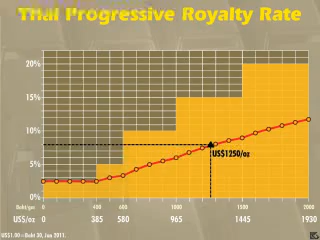 Thai Progressive Royalty Rate
20%
15%
10%
5%
0%
US$1250/oz
Baht/gm 0 400 600 1000 1500 2000
US$/oz 0 385 580 965 1445 1930
US$1.00 = Baht 30, Jan 2011.